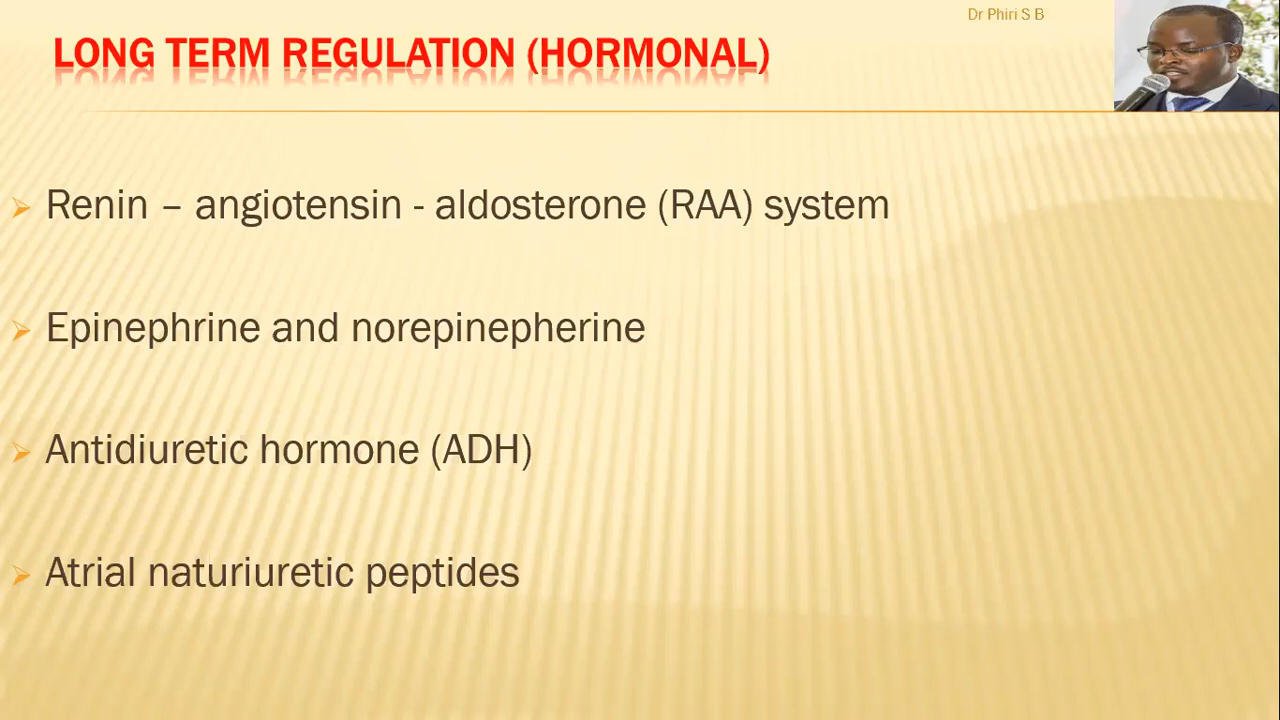 Dr Phiri S B
LONG TERM REGULATION (HORMONAL)
Renin – angiotensin - aldosterone (RAA) system
Epinephrine and norepinepherine
Antidiuretic hormone (ADH)
Atrial naturiuretic peptides